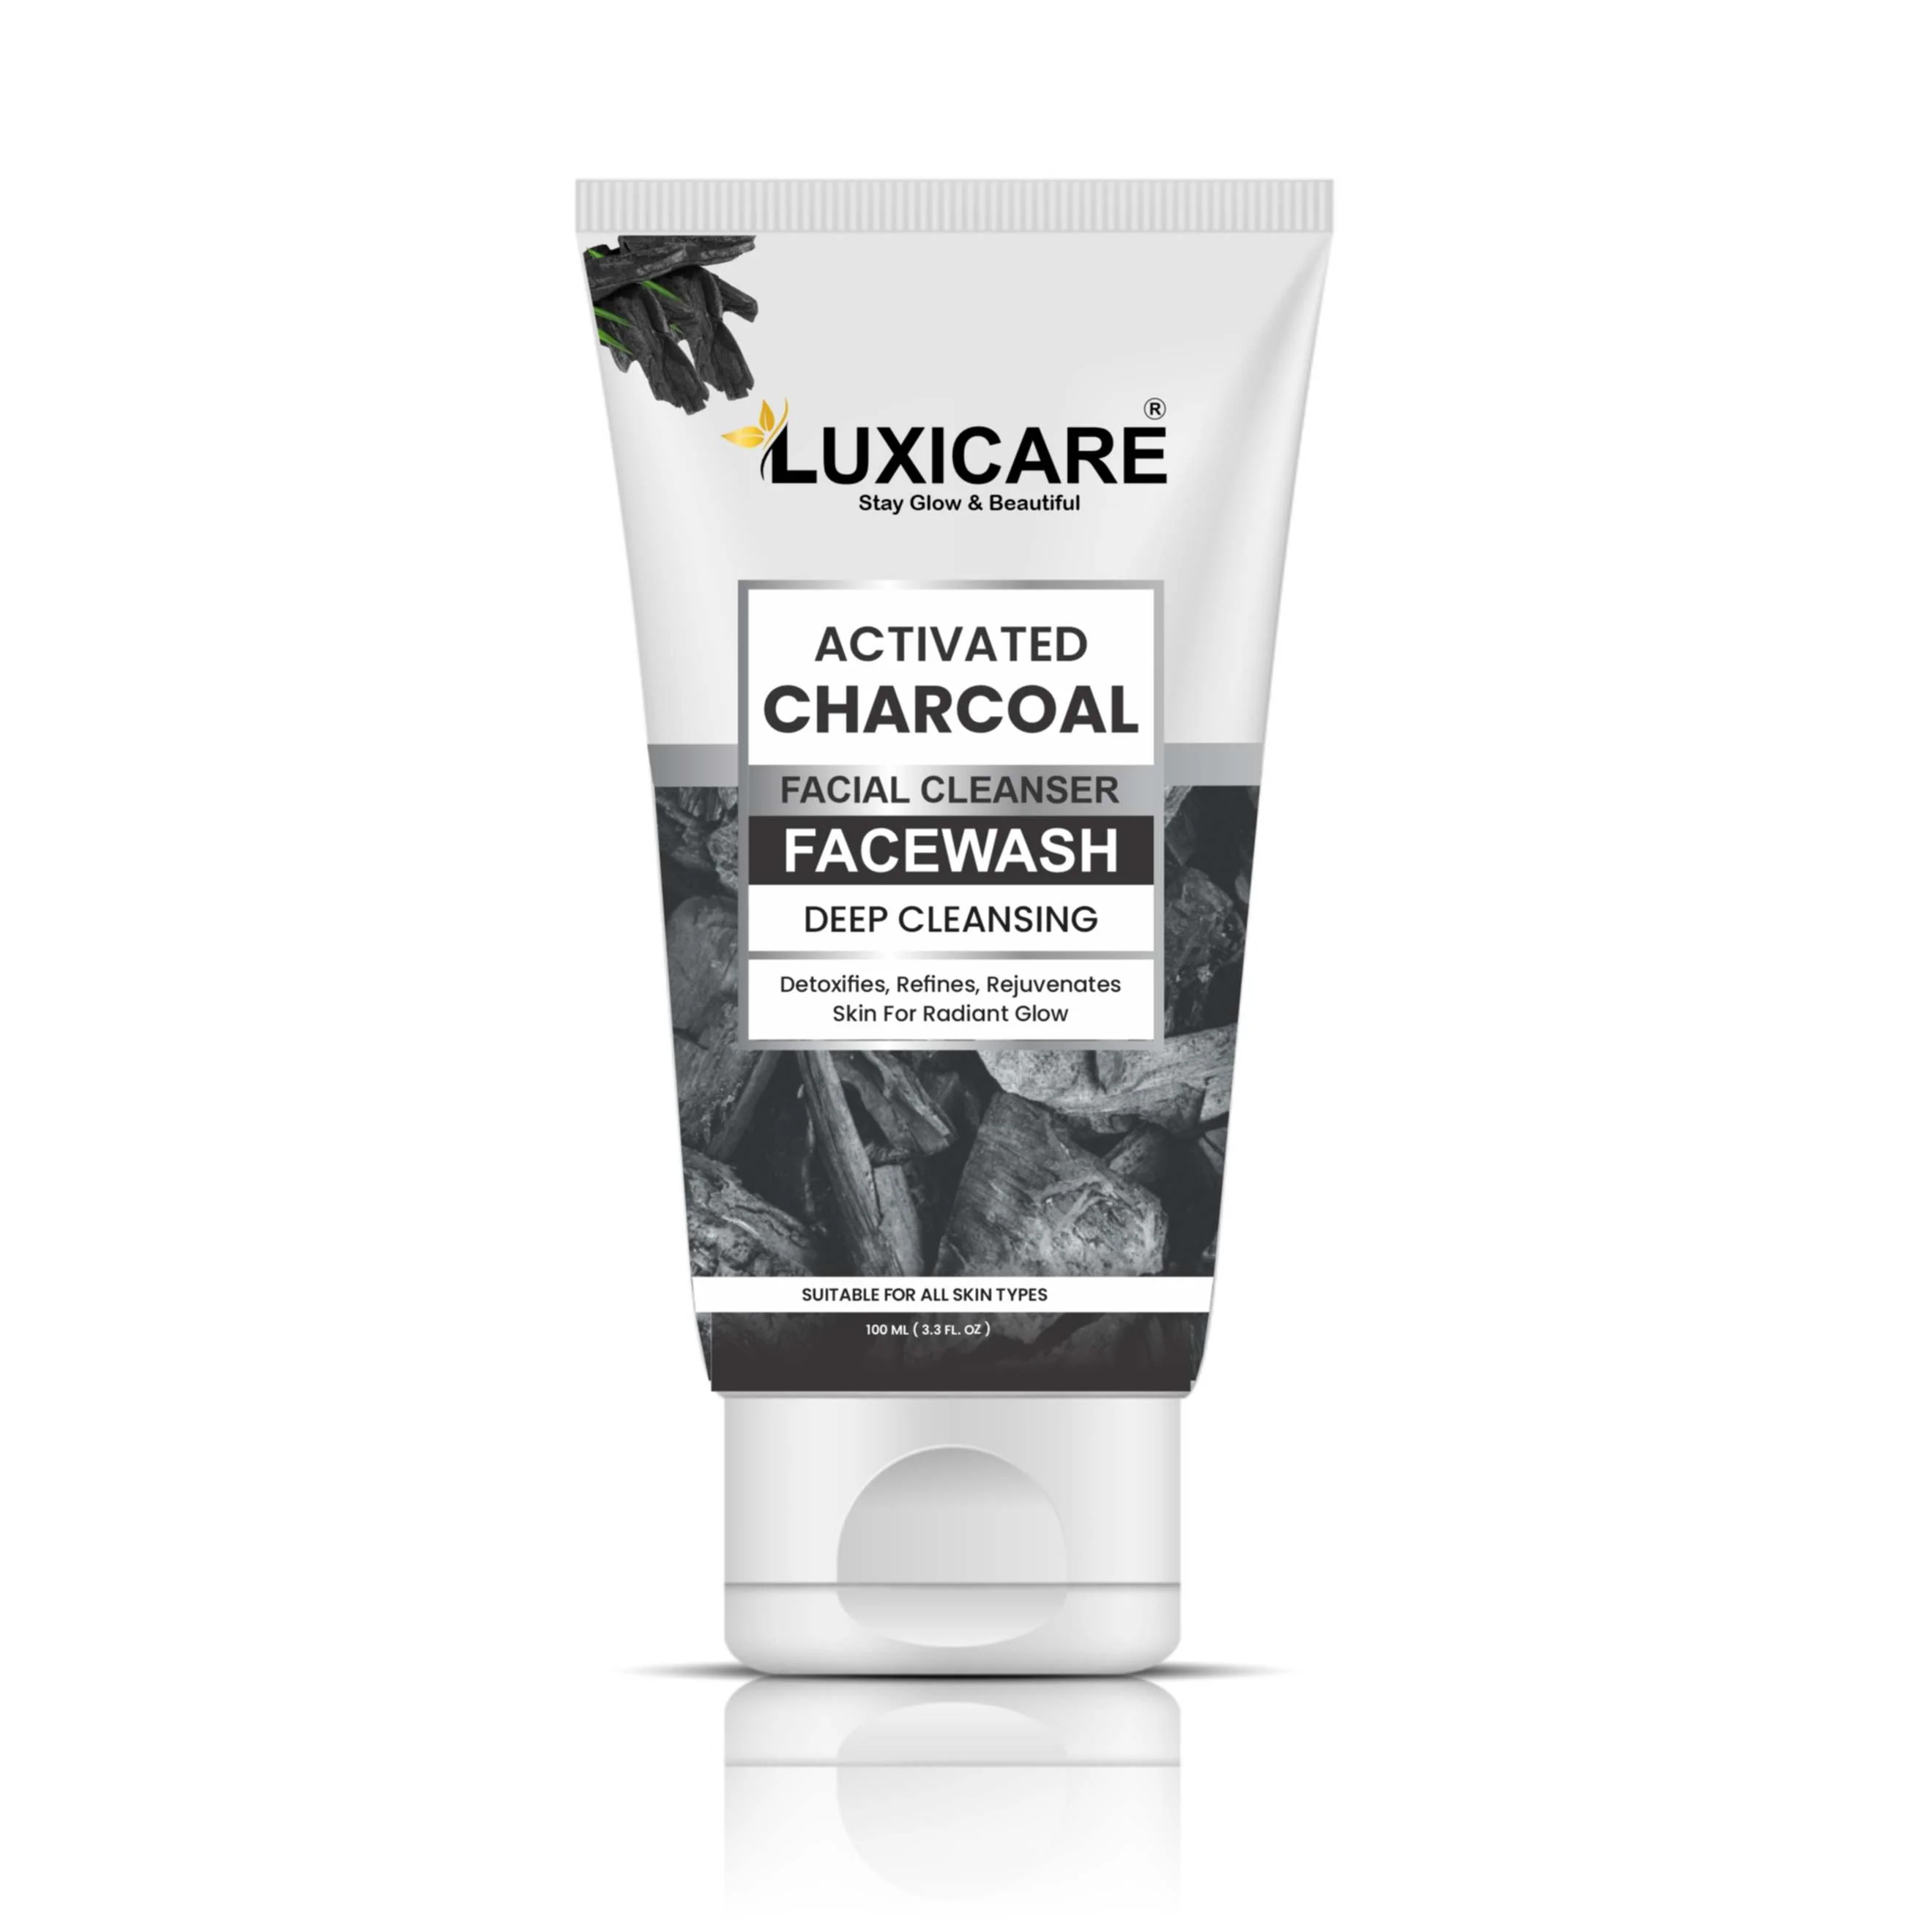 LUXICARE ®
Stay Glow & Beautiful
ACTIVATED
CHARCOAL
FACIAL CLEANSER
FACEWASH
DEEP CLEANSING
Detoxifies, Refines, Rejuvenates
Skin For Radiant Glow
SUITABLE FOR ALL SKIN TYPES
100 ML ( 3.3 FL. OZ )